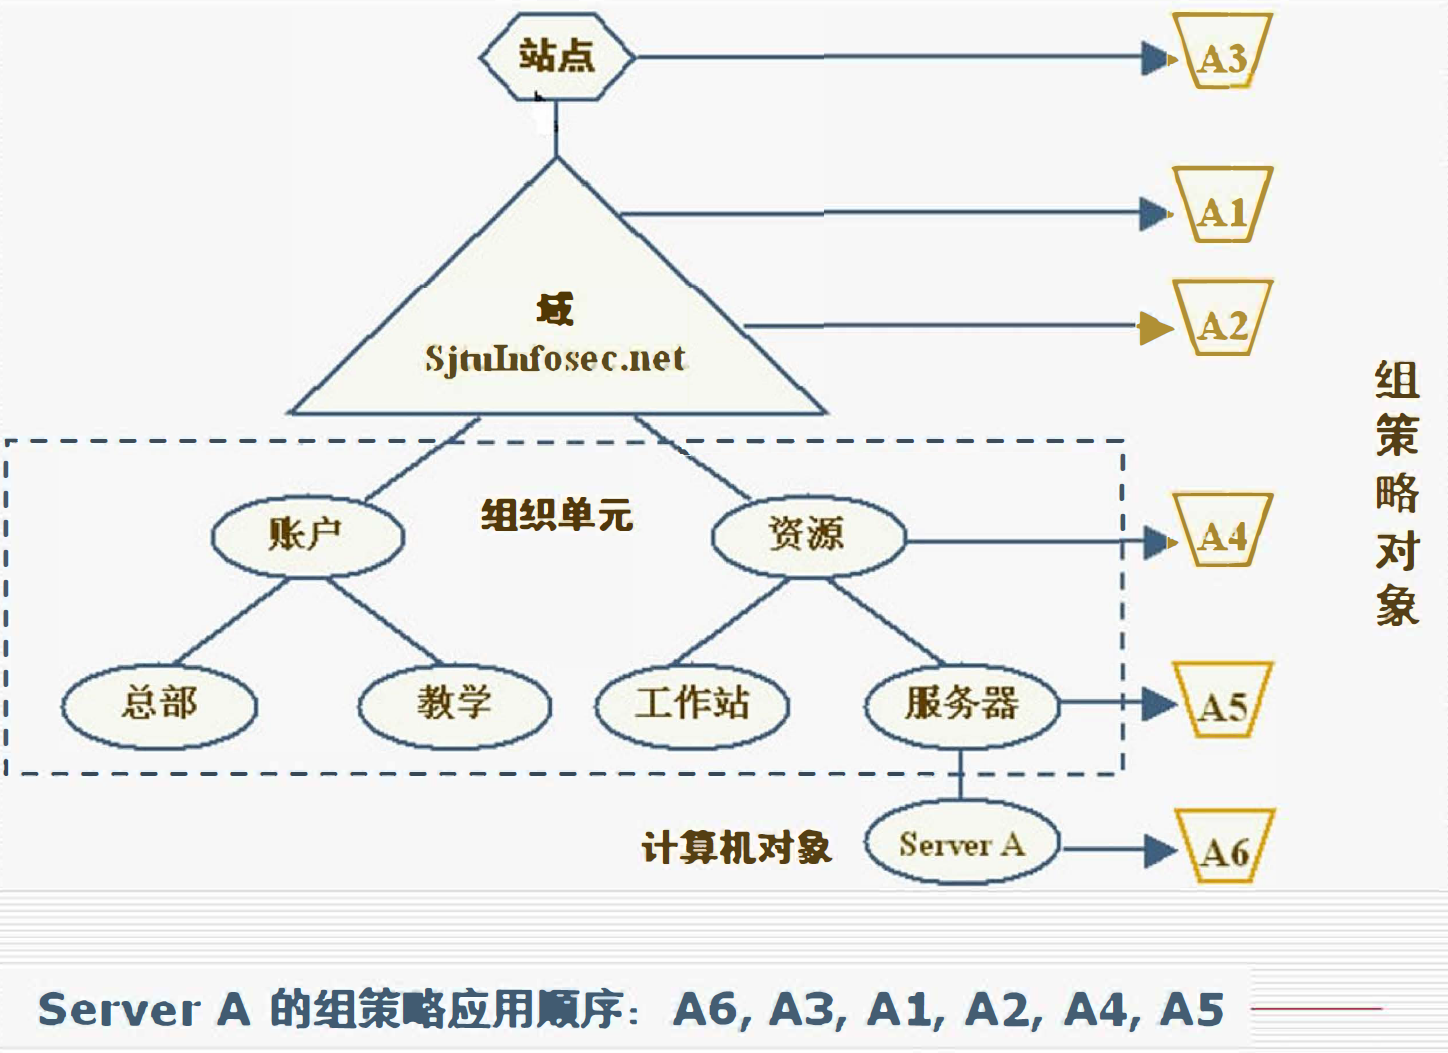 站点
A3
A1
域
A2
SjtuInfosec.net
组策略对象
组织单元
账户
资源
A4
总部
教学
工作站
服务器
A5
计算机对象
Server A
A6
Server A 的组策略应用顺序: A6, A3, A1, A2, A4, A5